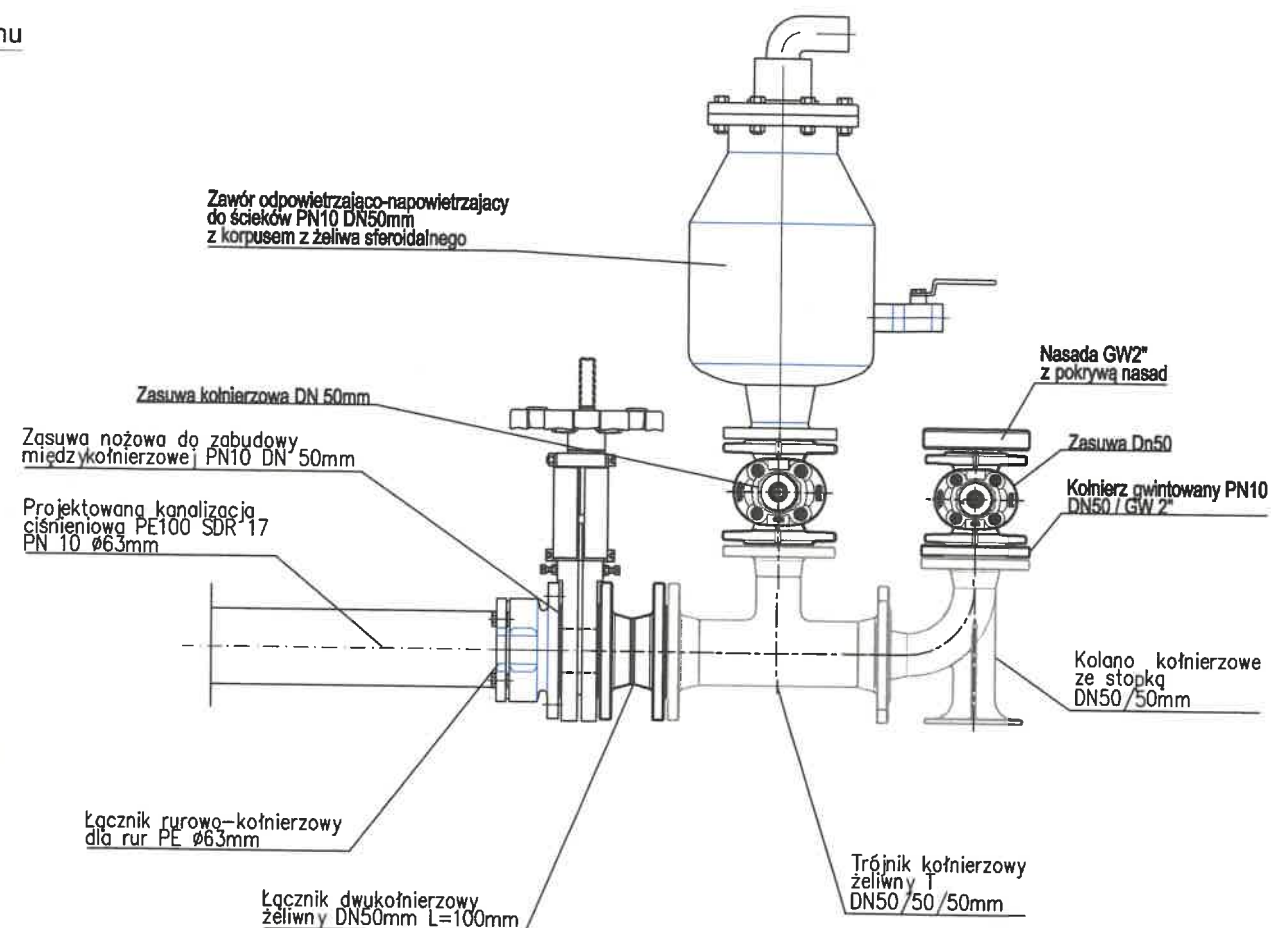 Zawór odpowietrzająco-napowietrzajacy
do ścieków PN10 DN50mm
z korpusem z żeliwa sferoidalnego
Nasada GW2"
z pokrywą nasad
Zasuwa kołnierzowa DN 50mm
Zasuwa nożowa do zabudowy
międzykołnierzowej PN10 DN 50mm
Zasuwa Dn50
Kołnierz gwintowany PN10
DN50 / GW 2"
Projektowana kanalizacja
ciśnieniowa PE100 SDR 17
PN 10 ø63mm
Kolano kołnierzowe
ze stopką
DN50/50mm
Łącznik rurowo-kołnierzowy
dla rur PE ø63mm
Trójnik kołnierzowy
żeliwny T
DN50/50/50mm
Łącznik dwukołnierzowy
żeliwny DN50mm L=100mm